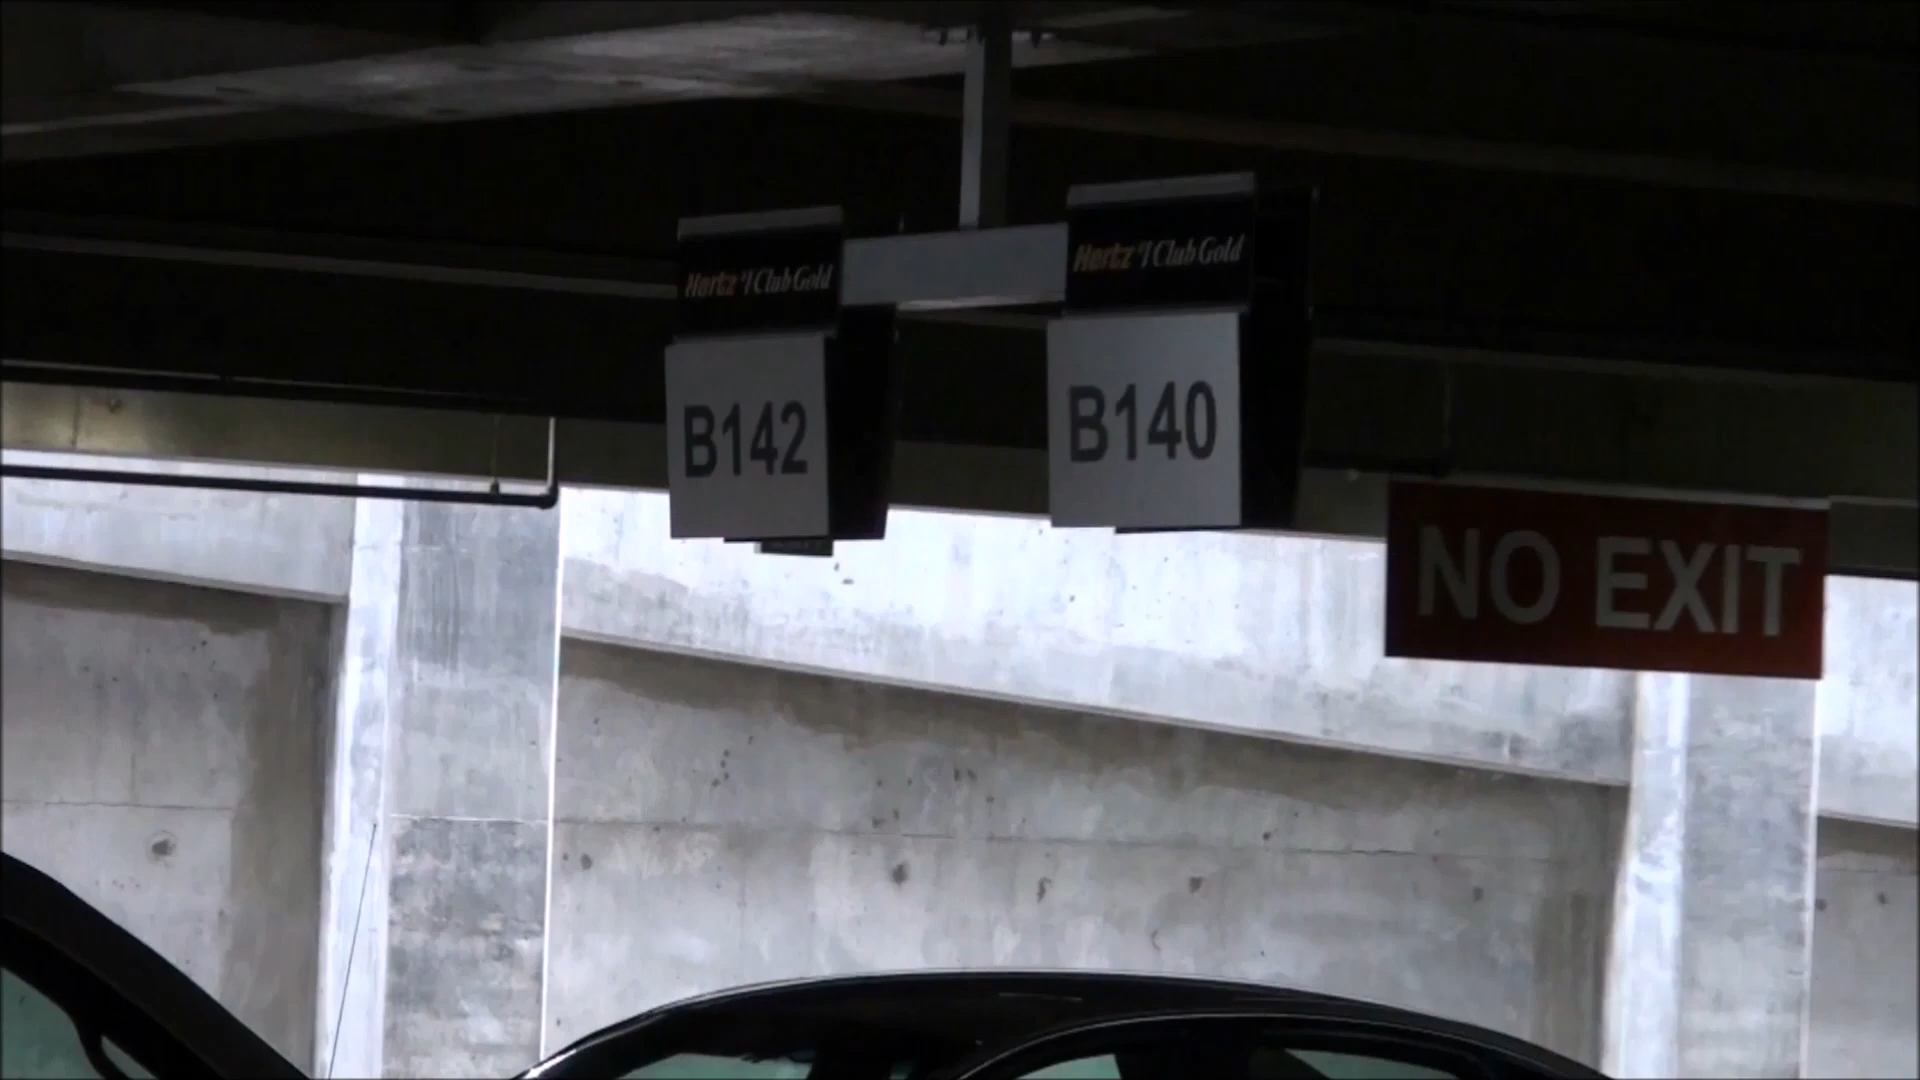 Hertz #1 Club Gold
B142
Hertz #1 Club Gold
B140
NO EXIT